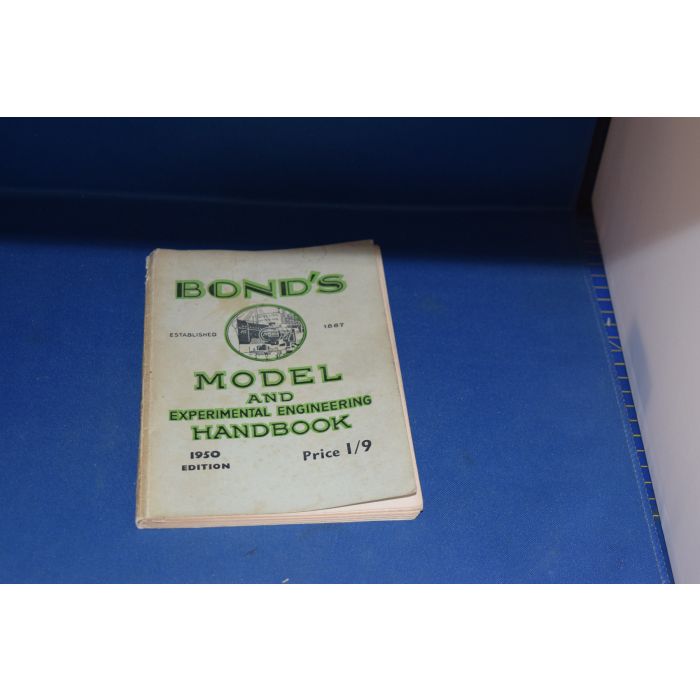 BOND'S
ESTABLISHED 1887
MODEL
AND
EXPERIMENTAL ENGINEERING
HANDBOOK
1950 EDITION
Price 1/9